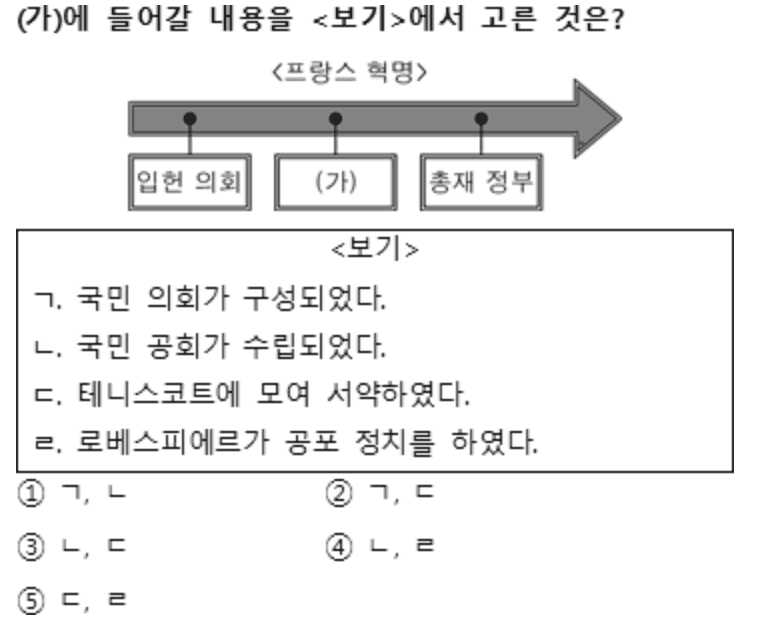 (가)에 들어갈 내용을 <보기>에서 고른 것은?
<프랑스 혁명>
입헌 의회
(가)
총재 정부
<보기>
ㄱ. 국민 의회가 구성되었다.
ㄴ. 국민 공회가 수립되었다.
ㄷ. 테니스코트에 모여 서약하였다.
ㄹ. 로베스피에르가 공포 정치를 하였다.
① ㄱ, ㄴ ② ㄱ, ㄷ
③ ㄴ, ㄷ ④ ㄴ, ㄹ
⑤ ㄷ, ㄹ